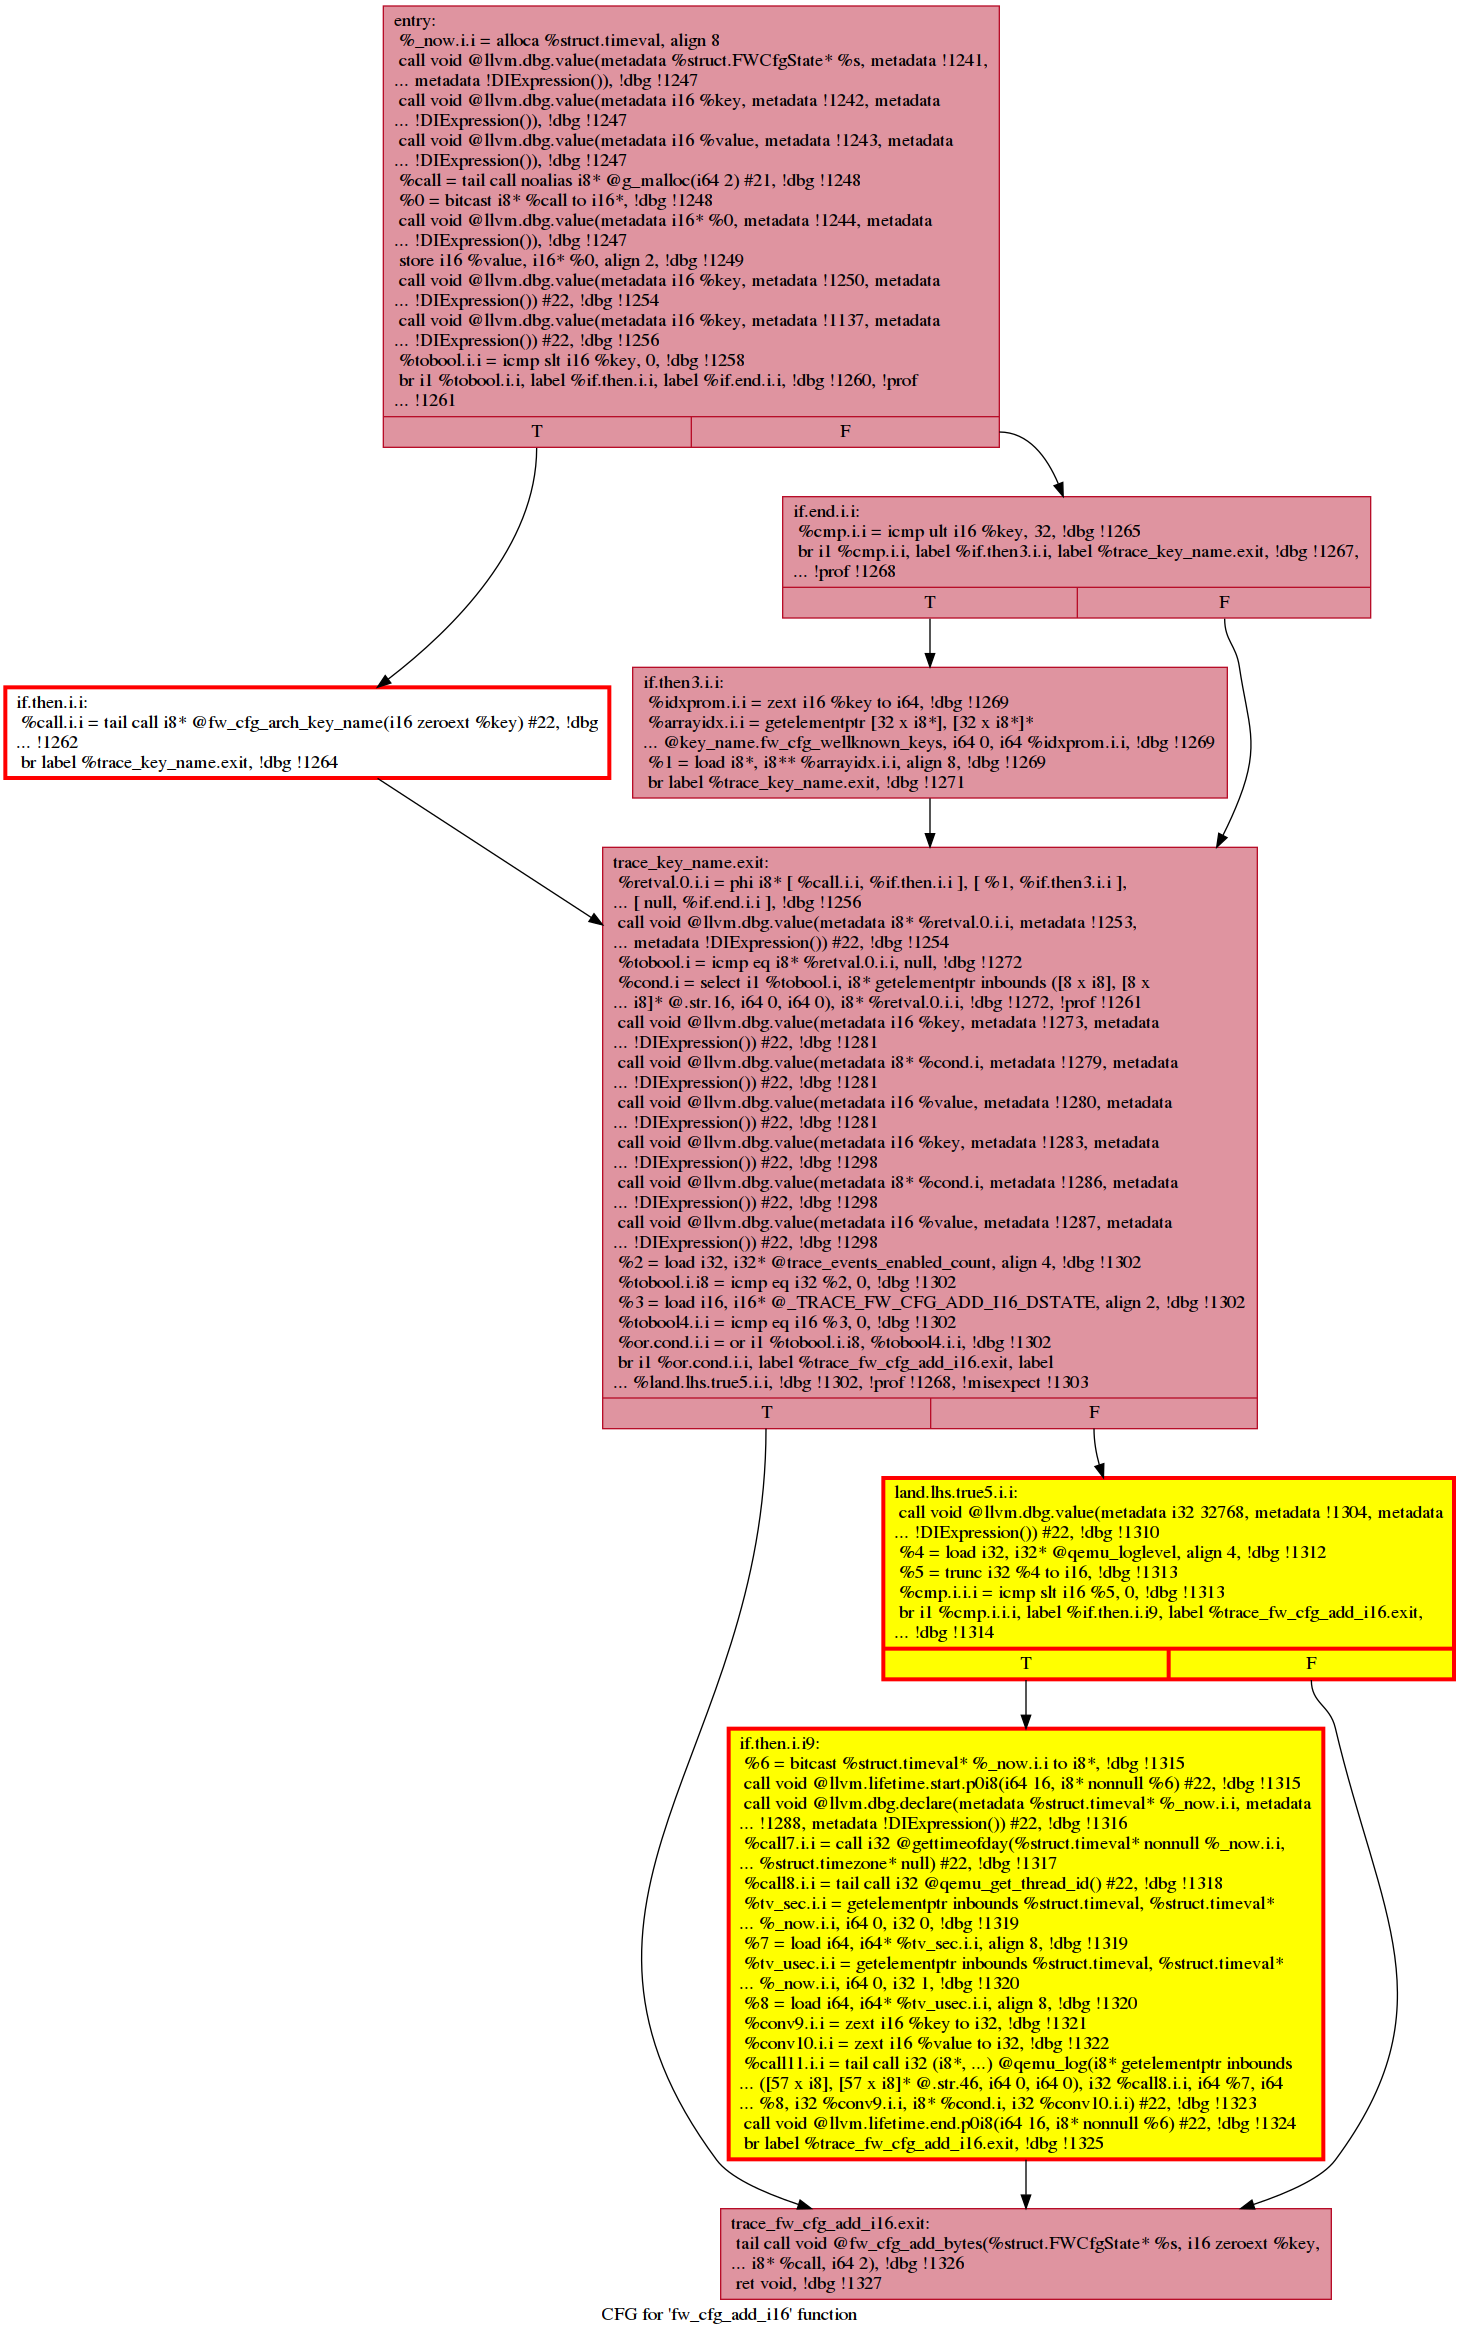 entry:
%_now.i.i = alloca %struct.timeval, align 8
call void @llvm.dbg.value(metadata %struct.FWCfgState* %s, metadata !1241,
... metadata !DIExpression()), !dbg !1247
call void @llvm.dbg.value(metadata i16 %key, metadata !1242, metadata
... !DIExpression()), !dbg !1247
call void @llvm.dbg.value(metadata i16 %value, metadata !1243, metadata
... !DIExpression()), !dbg !1247
%call = tail call noalias i8* @g_malloc(i64 2) #21, !dbg !1248
%0 = bitcast i8* %call to i16*, !dbg !1248
call void @llvm.dbg.value(metadata i16* %0, metadata !1244, metadata
... !DIExpression()), !dbg !1247
store i16 %value, i16* %0, align 2, !dbg !1249
call void @llvm.dbg.value(metadata i16 %key, metadata !1250, metadata
... !DIExpression()) #22, !dbg !1254
call void @llvm.dbg.value(metadata i16 %key, metadata !1137, metadata
... !DIExpression()) #22, !dbg !1256
%tobool.i.i = icmp slt i16 %key, 0, !dbg !1258
br i1 %tobool.i.i, label %if.then.i.i, label %if.end.i.i, !dbg !1260, !prof
... !1261
T F
if.end.i.i:
%cmp.i.i = icmp ult i16 %key, 32, !dbg !1265
br i1 %cmp.i.i, label %if.then3.i.i, label %trace_key_name.exit, !dbg !1267,
... !prof !1268
T F
if.then.i.i:
%call.i.i = tail call i8* @fw_cfg_arch_key_name(i16 zeroext %key) #22, !dbg
... !1262
br label %trace_key_name.exit, !dbg !1264
if.then3.i.i:
%idxprom.i.i = zext i16 %key to i64, !dbg !1269
%arrayidx.i.i = getelementptr [32 x i8*], [32 x i8*]*
... @key_name.fw_cfg_wellknown_keys, i64 0, i64 %idxprom.i.i, !dbg !1269
%1 = load i8*, i8** %arrayidx.i.i, align 8, !dbg !1269
br label %trace_key_name.exit, !dbg !1271
trace_key_name.exit:
%retval.0.i.i = phi i8* [ %call.i.i, %if.then.i.i ], [ %1, %if.then3.i.i ],
... [ null, %if.end.i.i ], !dbg !1256
call void @llvm.dbg.value(metadata i8* %retval.0.i.i, metadata !1253,
... metadata !DIExpression()) #22, !dbg !1254
%tobool.i = icmp eq i8* %retval.0.i.i, null, !dbg !1272
%cond.i = select i1 %tobool.i, i8* getelementptr inbounds ([8 x i8], [8 x
... i8]* @.str.16, i64 0, i64 0), i8* %retval.0.i.i, !dbg !1272, !prof !1261
call void @llvm.dbg.value(metadata i16 %key, metadata !1273, metadata
... !DIExpression()) #22, !dbg !1281
call void @llvm.dbg.value(metadata i8* %cond.i, metadata !1279, metadata
... !DIExpression()) #22, !dbg !1281
call void @llvm.dbg.value(metadata i16 %value, metadata !1280, metadata
... !DIExpression()) #22, !dbg !1281
call void @llvm.dbg.value(metadata i16 %key, metadata !1283, metadata
... !DIExpression()) #22, !dbg !1298
call void @llvm.dbg.value(metadata i8* %cond.i, metadata !1286, metadata
... !DIExpression()) #22, !dbg !1298
call void @llvm.dbg.value(metadata i16 %value, metadata !1287, metadata
... !DIExpression()) #22, !dbg !1298
%2 = load i32, i32* @trace_events_enabled_count, align 4, !dbg !1302
%tobool.i.i8 = icmp eq i32 %2, 0, !dbg !1302
%3 = load i16, i16* @_TRACE_FW_CFG_ADD_I16_DSTATE, align 2, !dbg !1302
%tobool4.i.i = icmp eq i16 %3, 0, !dbg !1302
%or.cond.i.i = or i1 %tobool.i.i8, %tobool4.i.i, !dbg !1302
br i1 %or.cond.i.i, label %trace_fw_cfg_add_i16.exit, label
... %land.lhs.true5.i.i, !dbg !1302, !prof !1268, !misexpect !1303
T F
land.lhs.true5.i.i:
call void @llvm.dbg.value(metadata i32 32768, metadata !1304, metadata
... !DIExpression()) #22, !dbg !1310
%4 = load i32, i32* @qemu_loglevel, align 4, !dbg !1312
%5 = trunc i32 %4 to i16, !dbg !1313
%cmp.i.i.i = icmp slt i16 %5, 0, !dbg !1313
br i1 %cmp.i.i.i, label %if.then.i.i9, label %trace_fw_cfg_add_i16.exit,
... !dbg !1314
T F
if.then.i.i9:
%6 = bitcast %struct.timeval* %_now.i.i to i8*, !dbg !1315
call void @llvm.lifetime.start.p0i8(i64 16, i8* nonnull %6) #22, !dbg !1315
call void @llvm.dbg.declare(metadata %struct.timeval* %_now.i.i, metadata
... !1288, metadata !DIExpression()) #22, !dbg !1316
%call7.i.i = call i32 @gettimeofday(%struct.timeval* nonnull %_now.i.i,
... %struct.timezone* null) #22, !dbg !1317
%call8.i.i = tail call i32 @qemu_get_thread_id() #22, !dbg !1318
%tv_sec.i.i = getelementptr inbounds %struct.timeval, %struct.timeval*
... %_now.i.i, i64 0, i32 0, !dbg !1319
%7 = load i64, i64* %tv_sec.i.i, align 8, !dbg !1319
%tv_usec.i.i = getelementptr inbounds %struct.timeval, %struct.timeval*
... %_now.i.i, i64 0, i32 1, !dbg !1320
%8 = load i64, i64* %tv_usec.i.i, align 8, !dbg !1320
%conv9.i.i = zext i16 %key to i32, !dbg !1321
%conv10.i.i = zext i16 %value to i32, !dbg !1322
%call11.i.i = tail call i32 (i8*, ...) @qemu_log(i8* getelementptr inbounds
... ([57 x i8], [57 x i8]* @.str.46, i64 0, i64 0), i32 %call8.i.i, i64 %7, i64
... %8, i32 %conv9.i.i, i8* %cond.i, i32 %conv10.i.i) #22, !dbg !1323
call void @llvm.lifetime.end.p0i8(i64 16, i8* nonnull %6) #22, !dbg !1324
br label %trace_fw_cfg_add_i16.exit, !dbg !1325
trace_fw_cfg_add_i16.exit:
tail call void @fw_cfg_add_bytes(%struct.FWCfgState* %s, i16 zeroext %key,
... i8* %call, i64 2), !dbg !1326
ret void, !dbg !1327
CFG for 'fw_cfg_add_i16' function